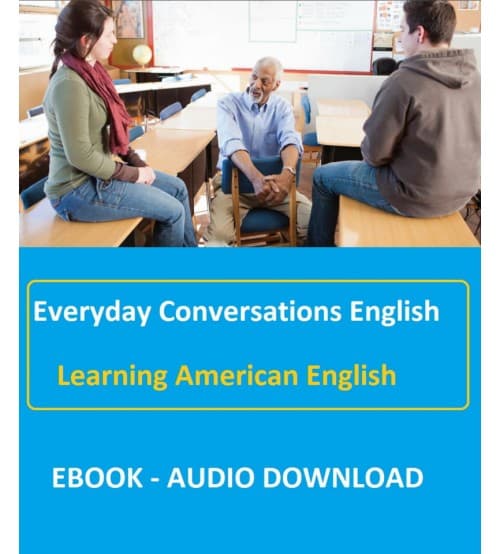 Everyday Conversations English
Learning American English
EBOOK - AUDIO DOWNLOAD